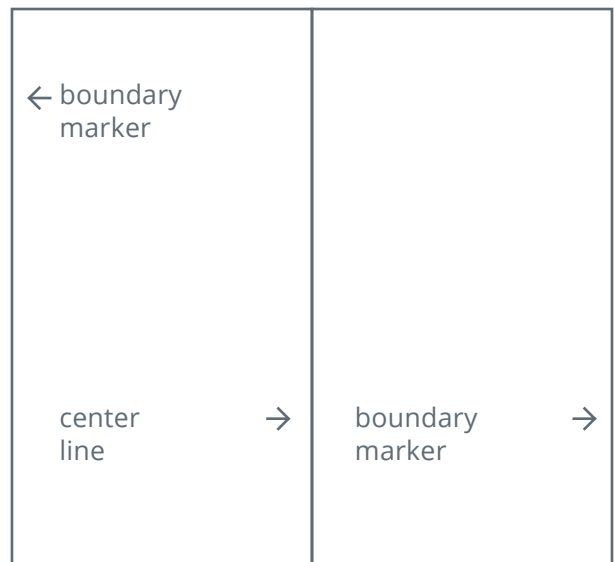 ← boundary
marker
center →
line
boundary →
marker